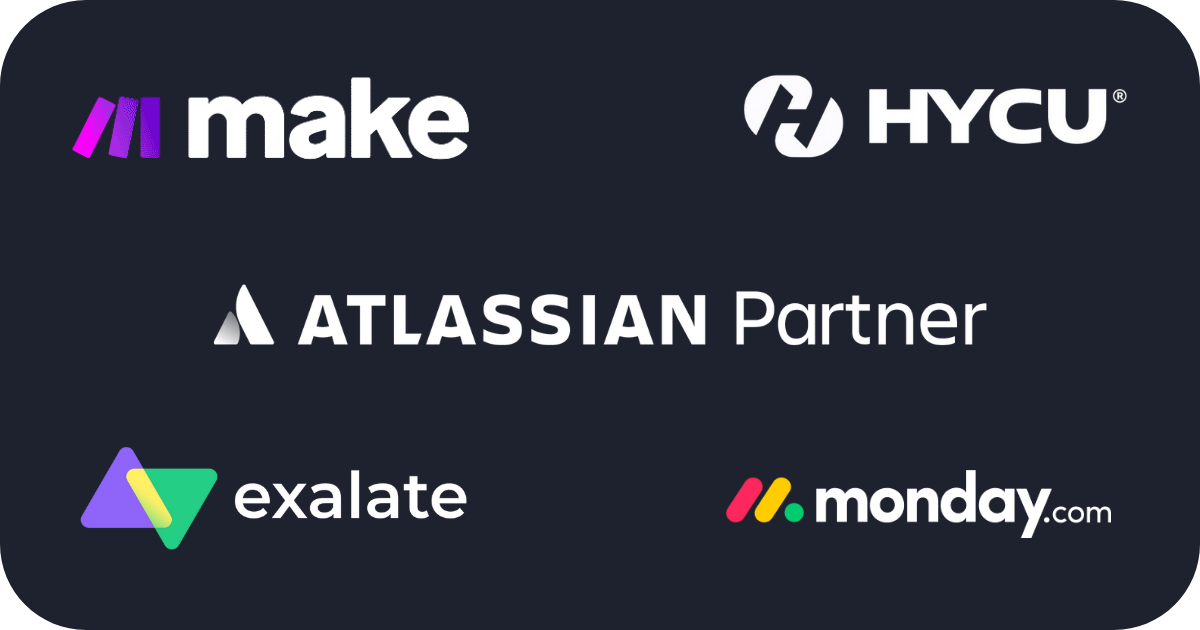 make
HYCU®
ATLASSIAN Partner
exalate
monday.com